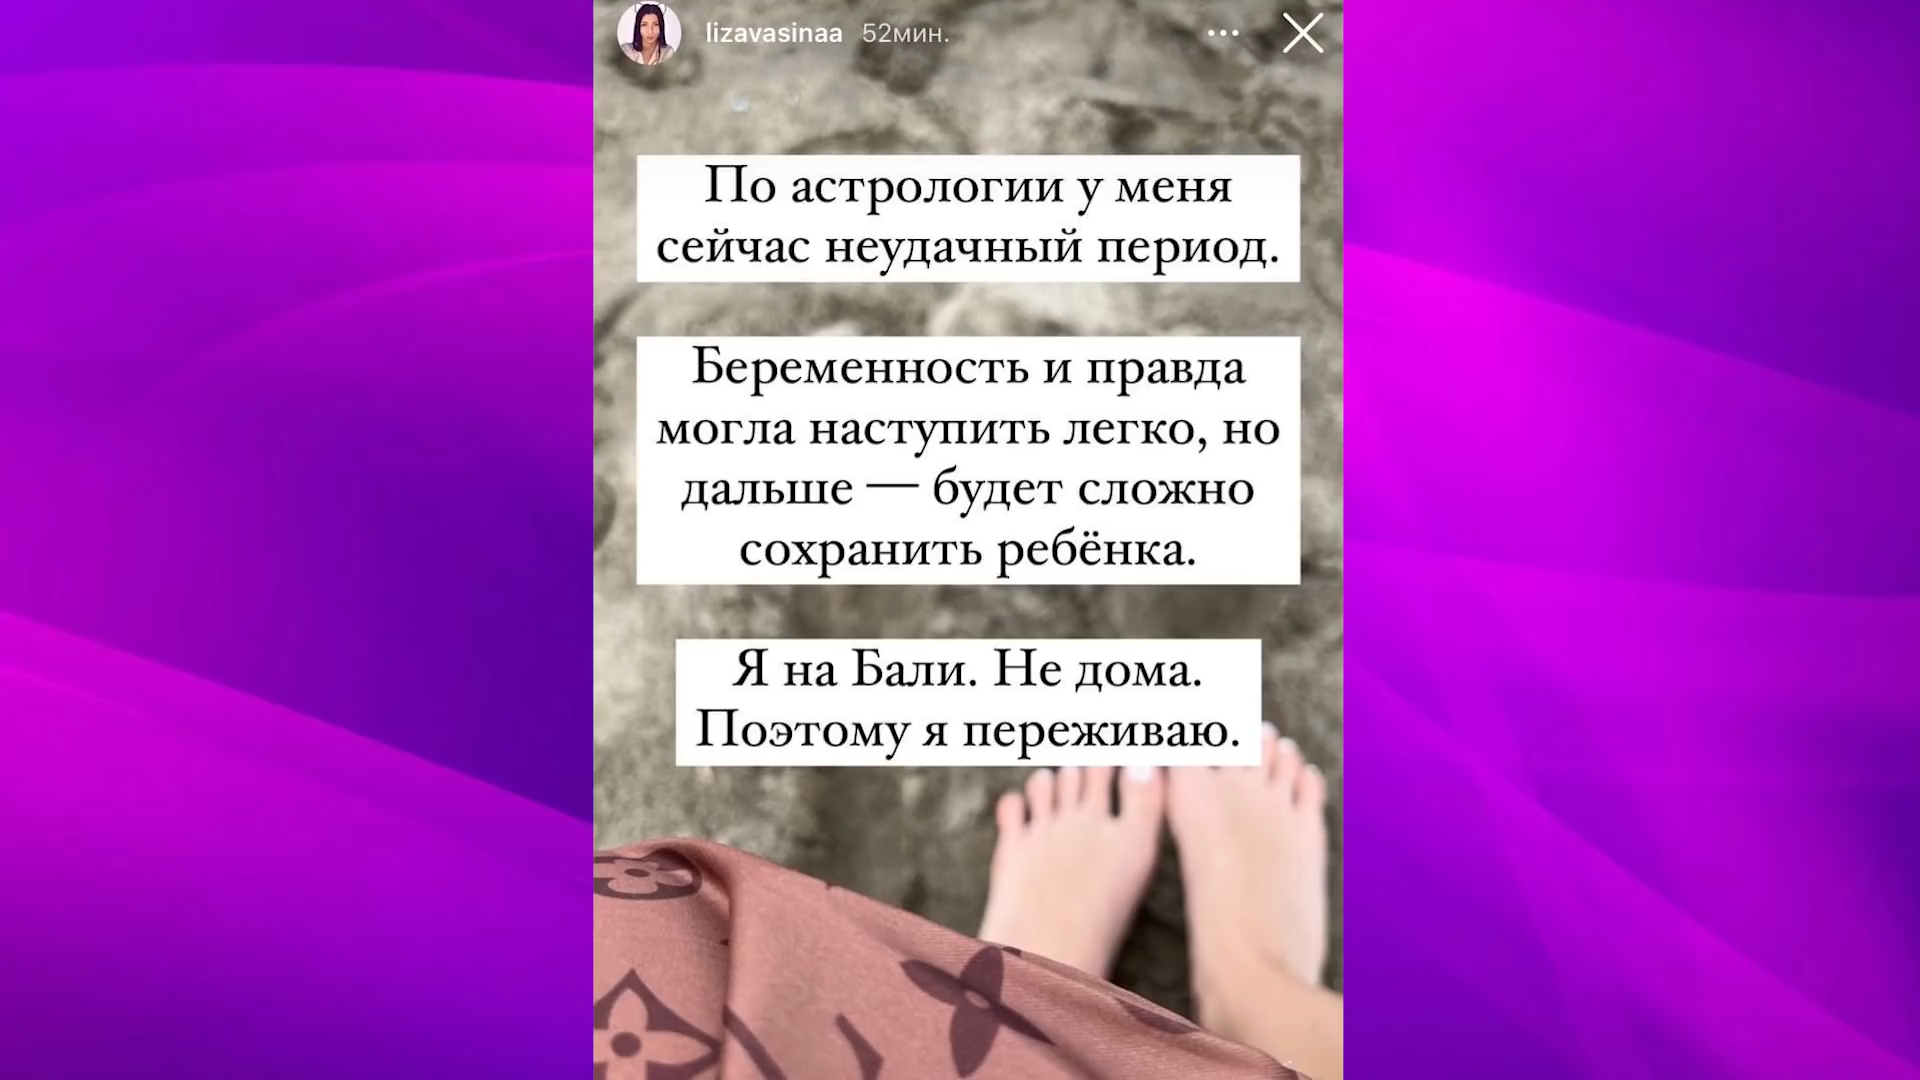 lizavasinaa 52мин.
По астрологии у меня
сейчас неудачный период.
Беременность и правда
могла наступить легко, но
дальше — будет сложно
сохранить ребёнка.
Я на Бали. Не дома.
Поэтому я переживаю.